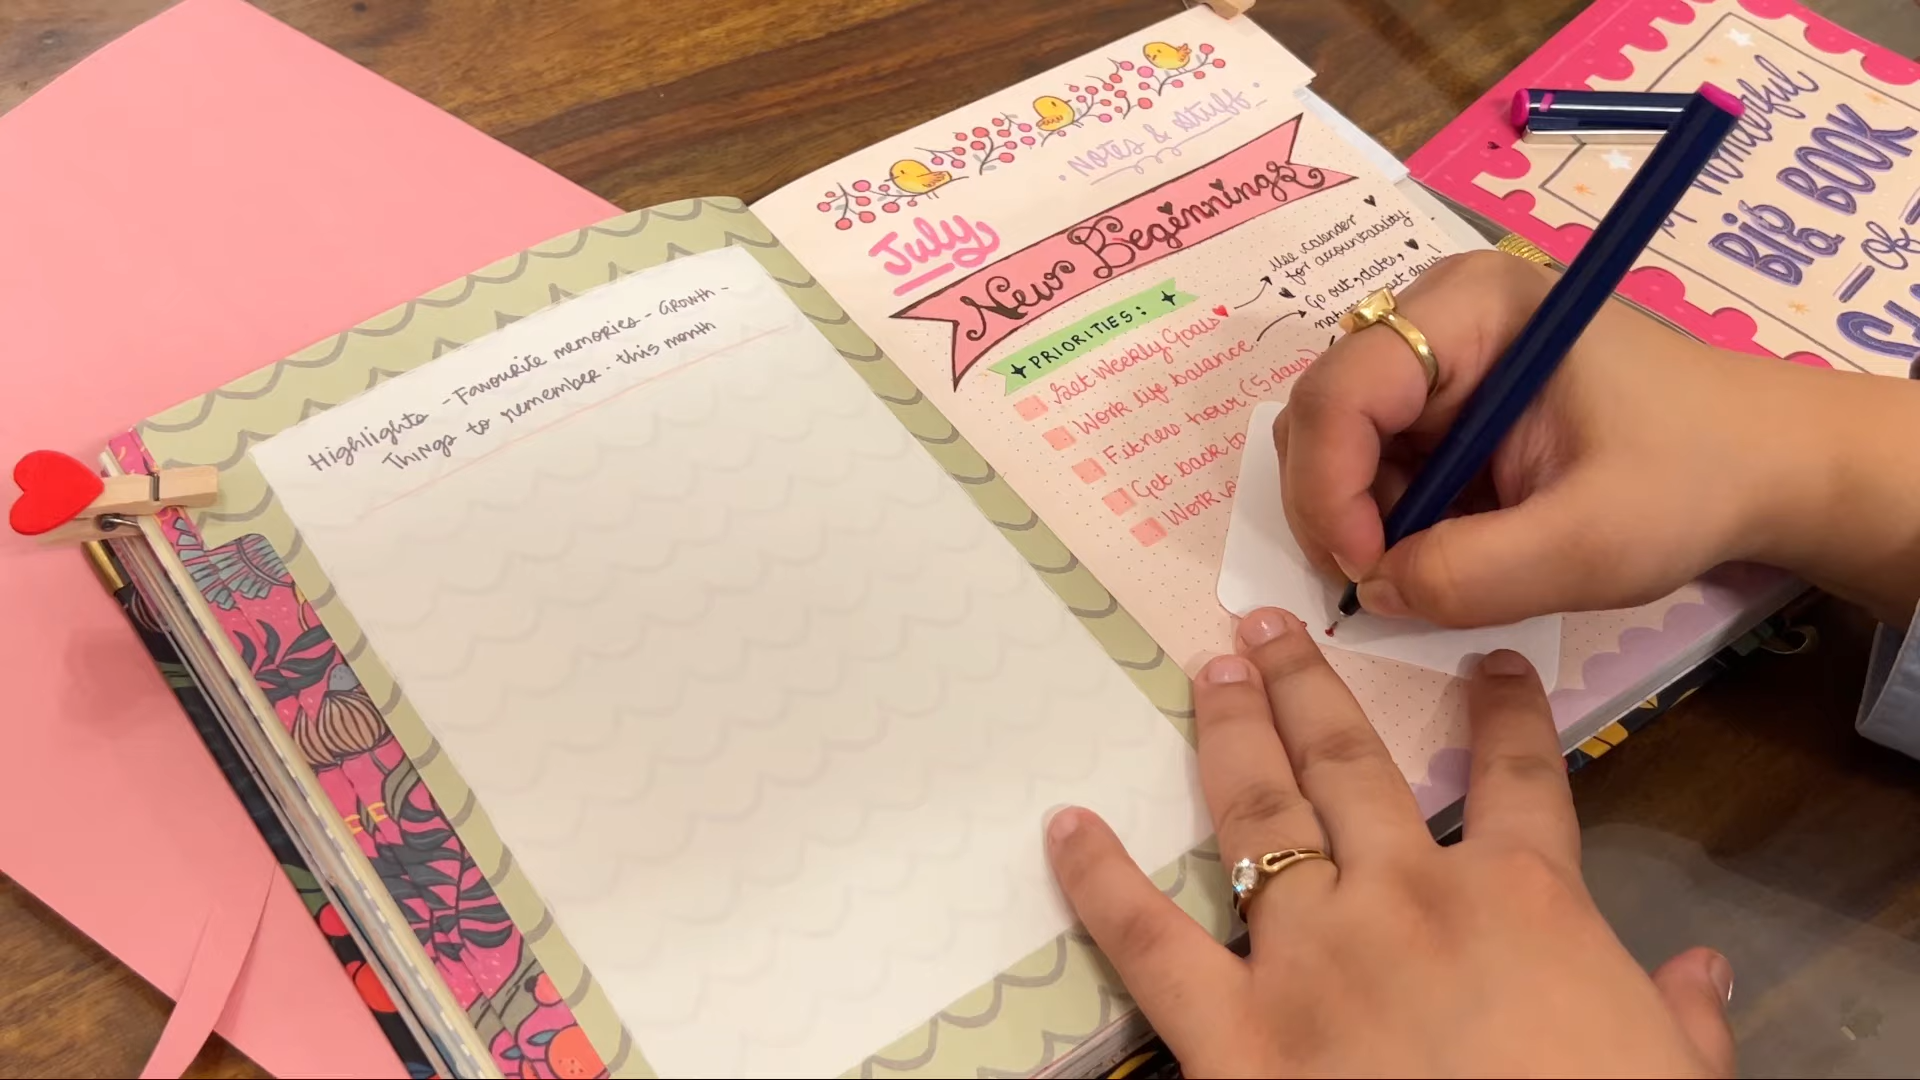 Highlights - Favourite memories - Growth -
Things to remember - this month
July
• Notes & Stuff •
New Beginnings
PRIORITIES:
Set Weekly Goals
Work life balance
Fitness hour (5 days)
Get back to
Work
Use calender
for accountability.
Go out, dates,
BIG BOOK
- of -